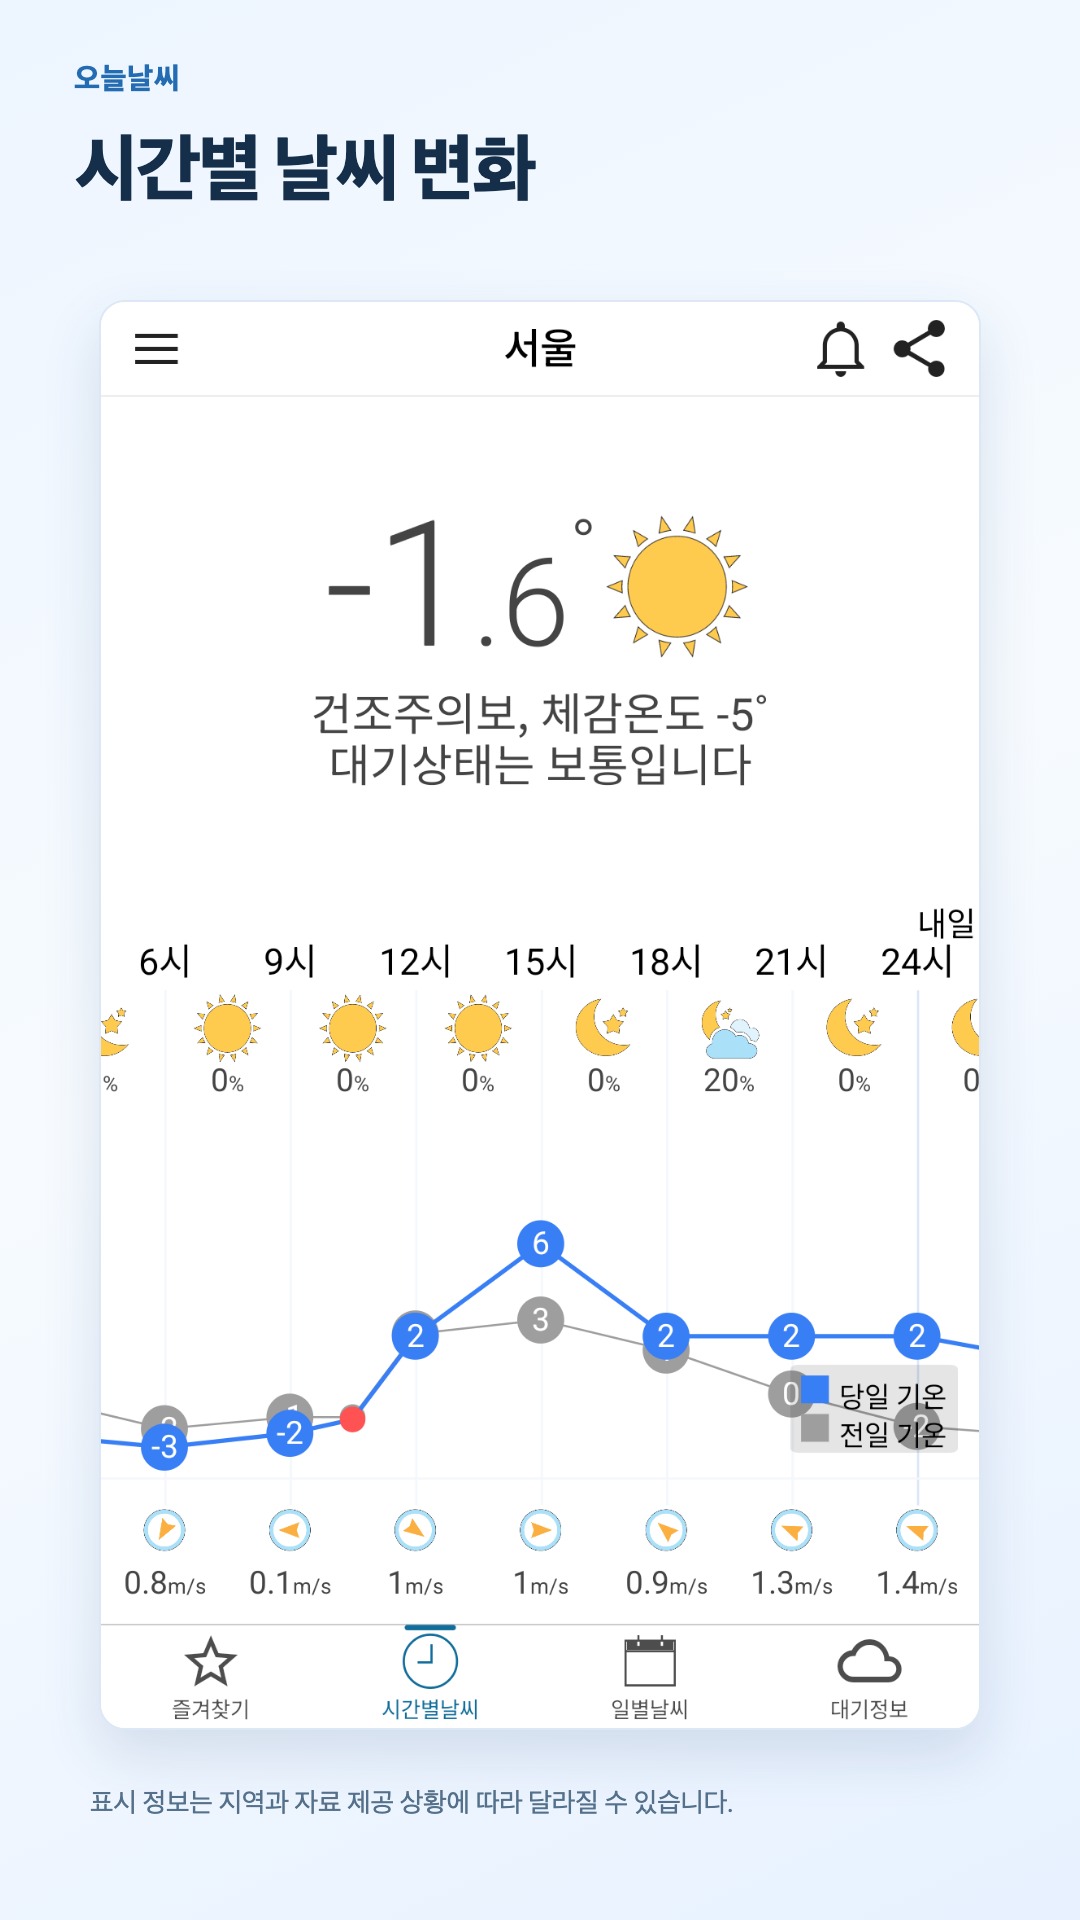 오늘날씨
시간별 날씨 변화
서울
-1.6°
건조주의보, 체감온도 -5°
대기상태는 보통입니다
내일
6시 9시 12시 15시 18시 21시 24시
% 0% 0% 0% 0% 20% 0% 0
6
3
2 2 2 2
0
-3 -2
당일 기온
전일 기온
0.8m/s 0.1m/s 1m/s 1m/s 0.9m/s 1.3m/s 1.4m/s
즐겨찾기 시간별날씨 일별날씨 대기정보
표시 정보는 지역과 자료 제공 상황에 따라 달라질 수 있습니다.